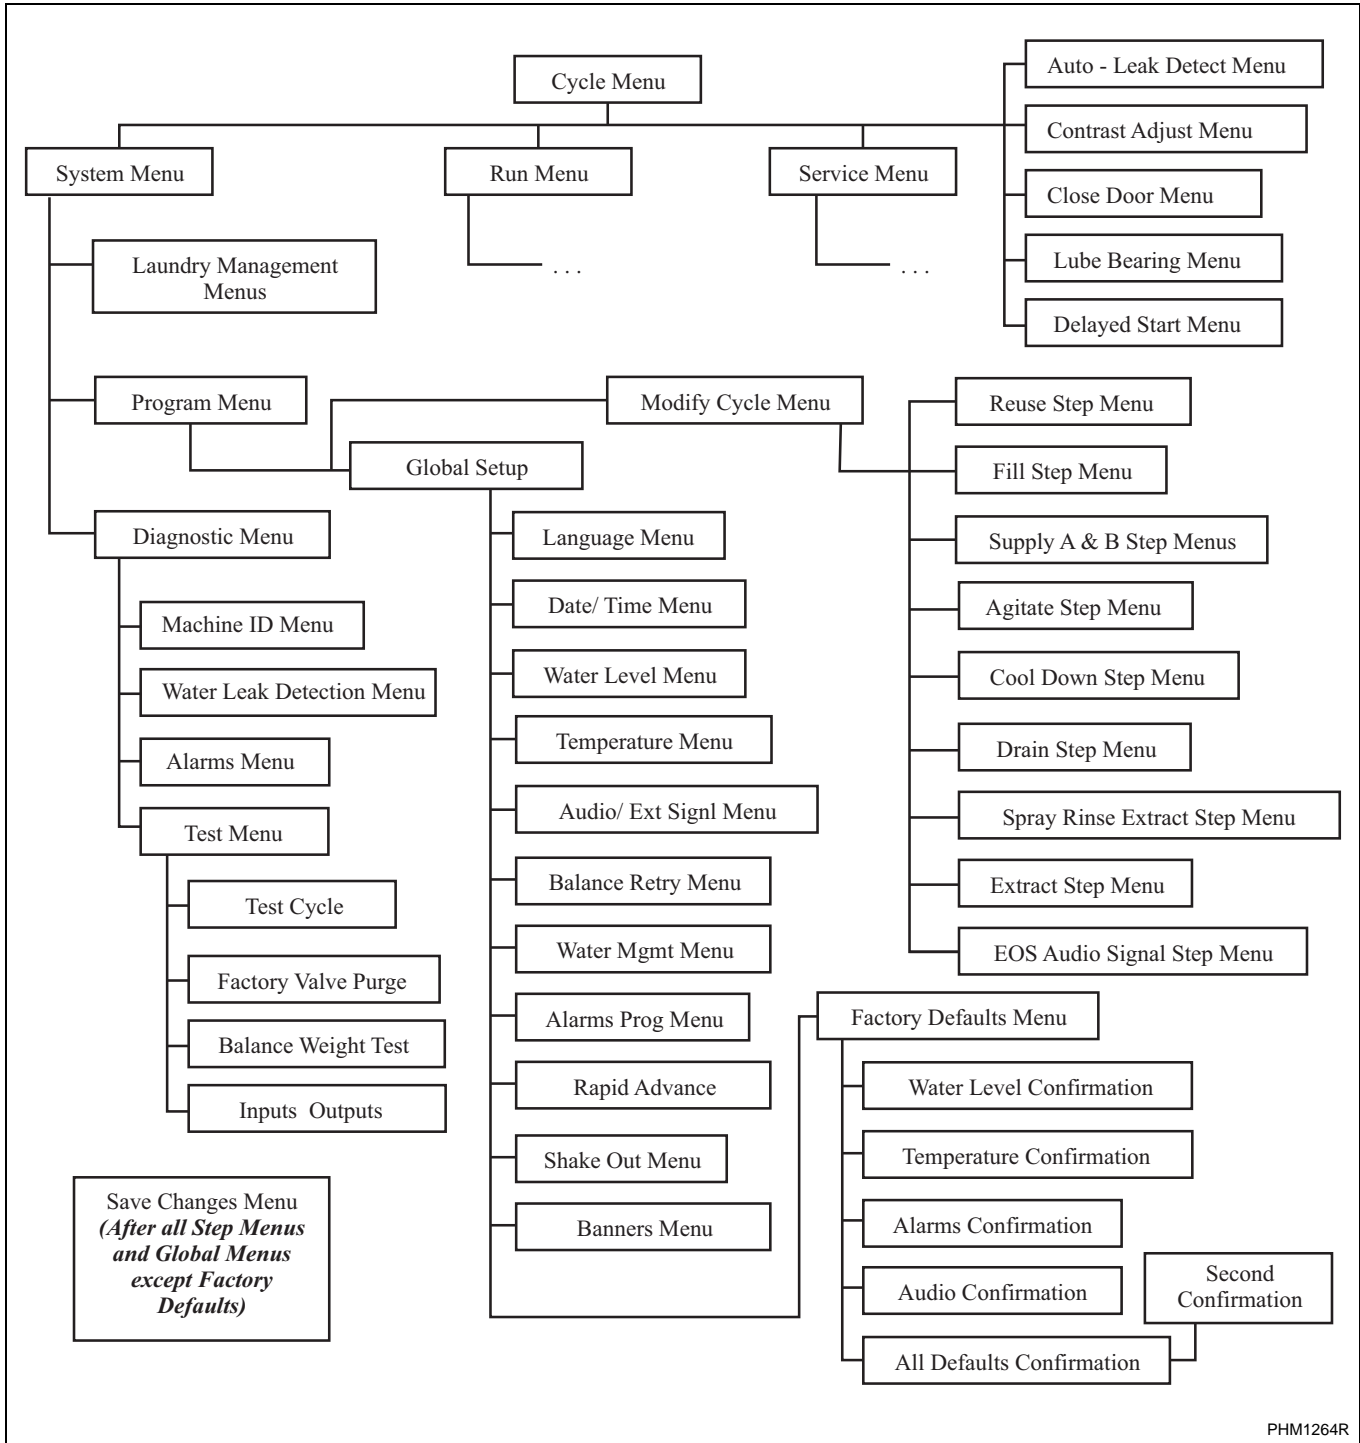 Cycle Menu
Auto - Leak Detect Menu
Contrast Adjust Menu
System Menu
Run Menu
Service Menu
Close Door Menu
Lube Bearing Menu
Delayed Start Menu
Laundry Management
Menus
. . .
. . .
Program Menu
Modify Cycle Menu
Global Setup
Reuse Step Menu
Fill Step Menu
Supply A & B Step Menus
Agitate Step Menu
Cool Down Step Menu
Drain Step Menu
Spray Rinse Extract Step Menu
Extract Step Menu
EOS Audio Signal Step Menu
Diagnostic Menu
Machine ID Menu
Water Leak Detection Menu
Alarms Menu
Test Menu
Test Cycle
Factory Valve Purge
Balance Weight Test
Inputs  Outputs
Language Menu
Date/ Time Menu
Water Level Menu
Temperature Menu
Audio/ Ext Signl Menu
Balance Retry Menu
Water Mgmt Menu
Alarms Prog Menu
Rapid Advance
Shake Out Menu
Banners Menu
Factory Defaults Menu
Water Level Confirmation
Temperature Confirmation
Alarms Confirmation
Audio Confirmation
All Defaults Confirmation
Second
Confirmation
Save Changes Menu
(After all Step Menus
and Global Menus
except Factory
Defaults)
PHM1264R